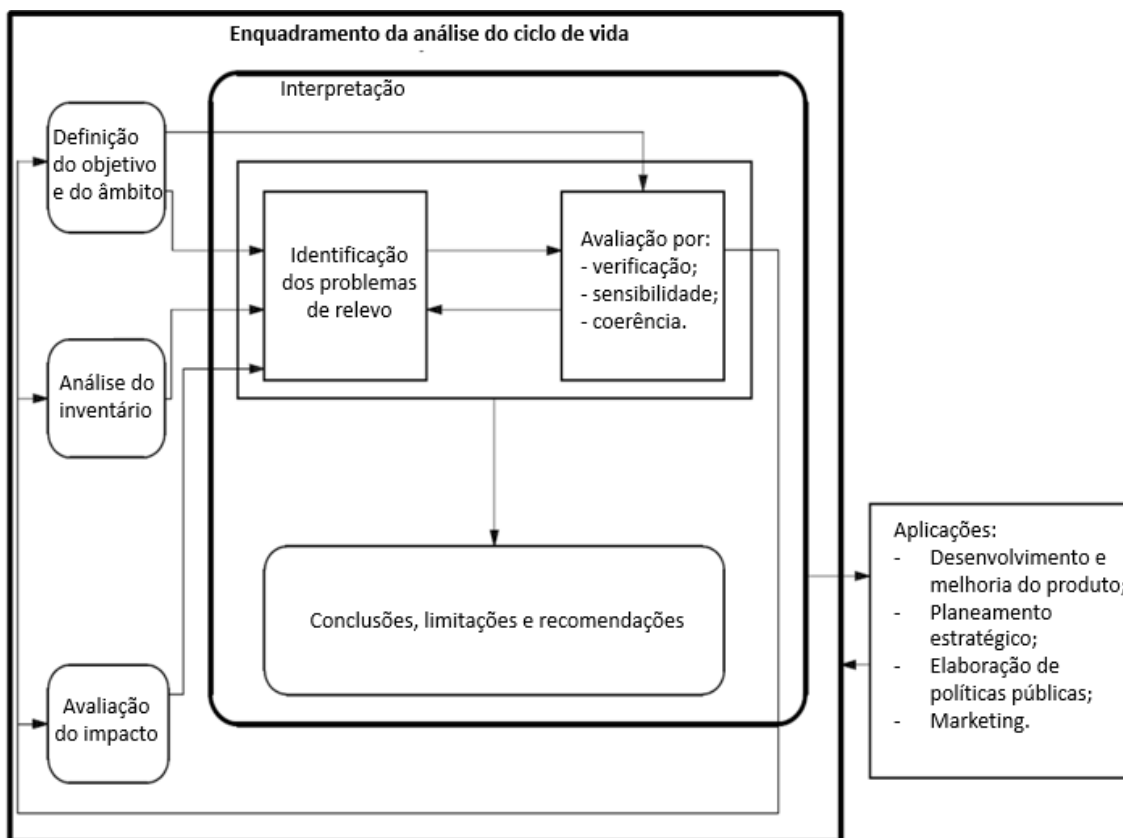 Enquadramento da análise do ciclo de vida
Interpretação
Definição
do objetivo
e do âmbito
Identificação
dos problemas
de relevo
Avaliação por:
- verificação;
- sensibilidade;
- coerência.
Análise do
inventário
Conclusões, limitações e recomendações
Avaliação
do impacto
Aplicações:
- Desenvolvimento e
melhoria do produto;
- Planeamento
estratégico;
- Elaboração de
políticas públicas;
- Marketing.